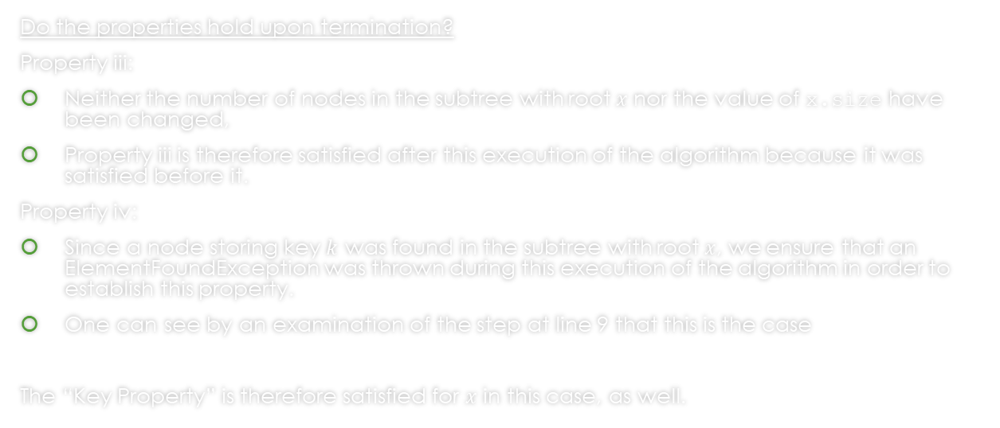 Do the properties hold upon termination?
Property iii:
Neither the number of nodes in the subtree with root x nor the value of x.size have
been changed,
Property iii is therefore satisfied after this execution of the algorithm because it was
satisfied before it.
Property iv:
Since a node storing key k was found in the subtree with root x, we ensure that an
ElementFoundException was thrown during this execution of the algorithm in order to
establish this property.
One can see by an examination of the step at line 9 that this is the case
The "Key Property" is therefore satisfied for x in this case, as well.